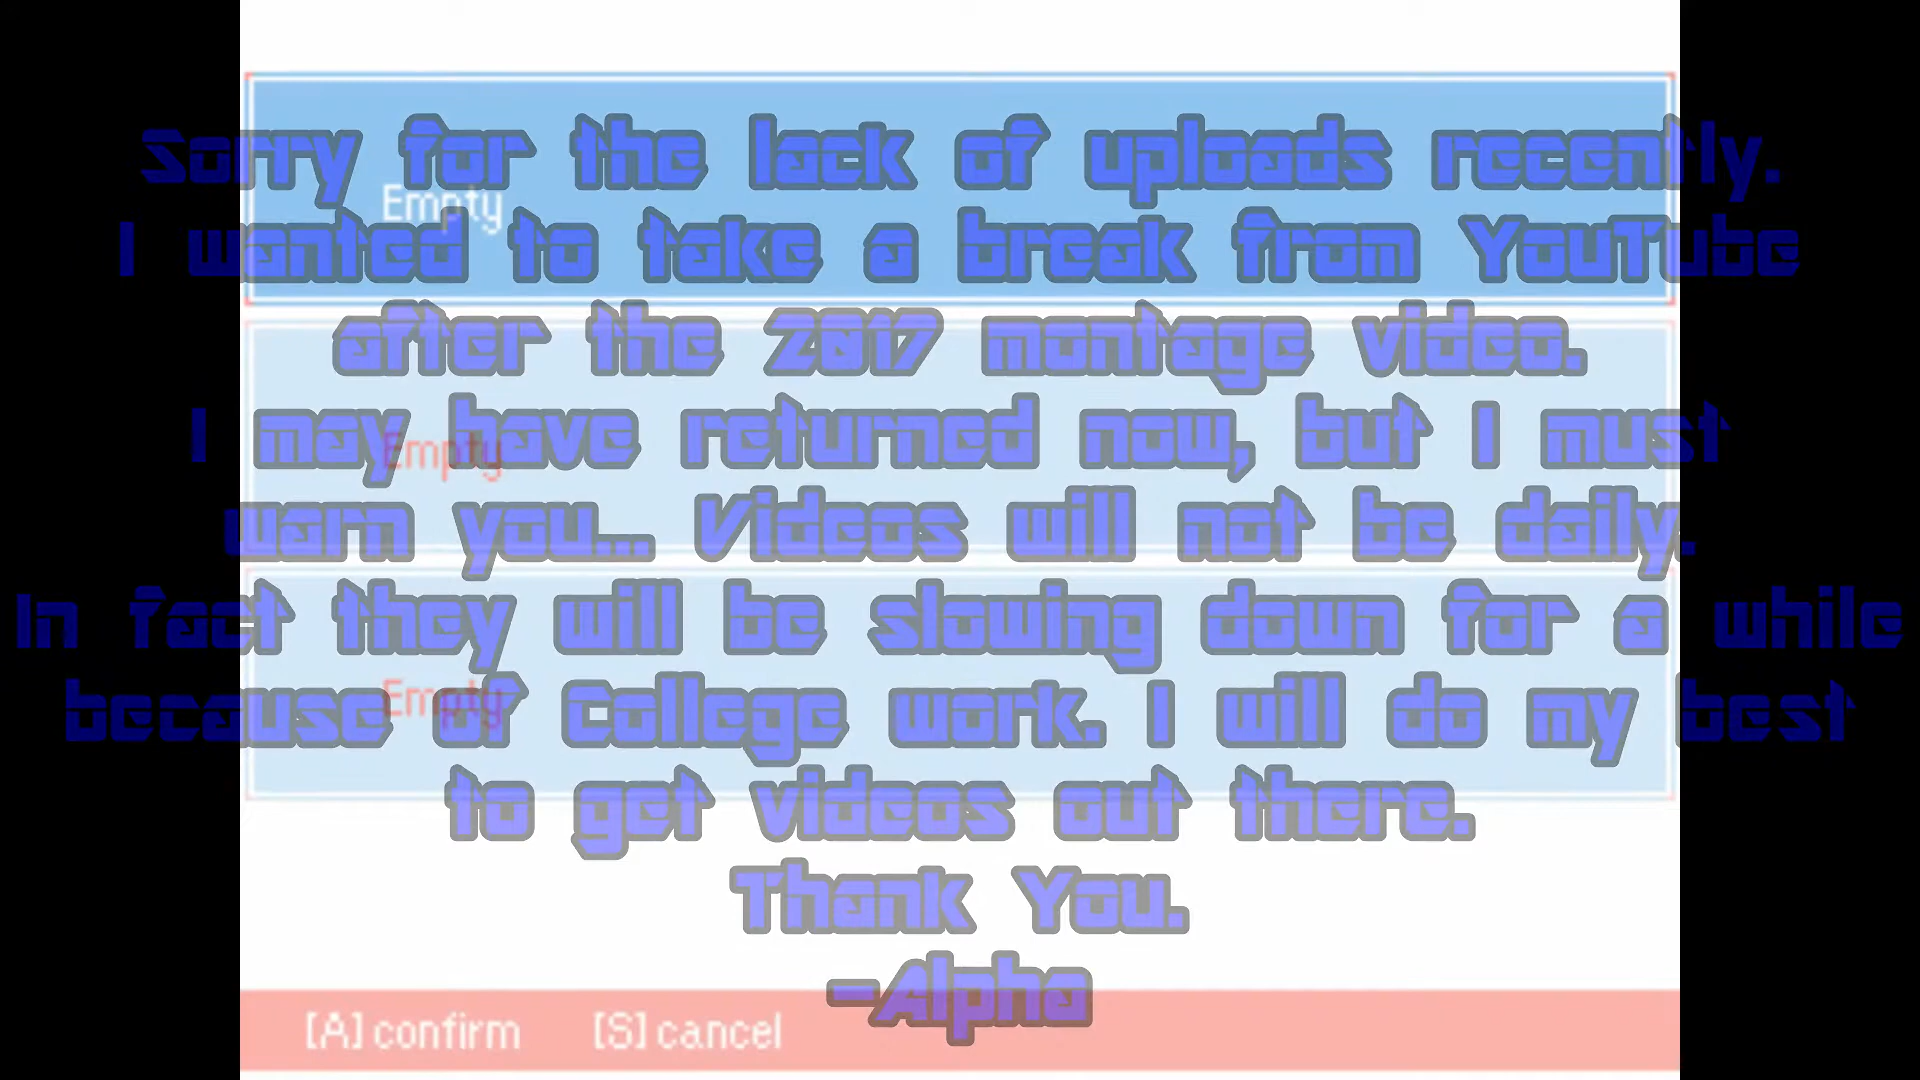 Sorry for the lack of uploads recently.
Empty
I wanted to take a break from YouTube
after the 2017 montage video.
I may have returned now, but I must
Empty
warn you... Videos will not be daily.
In fact they will be slowing down for a while
Empty
because of College work. I will do my best
to get videos out there.
Thank You.
-Alpha
[A] confirm [S] cancel